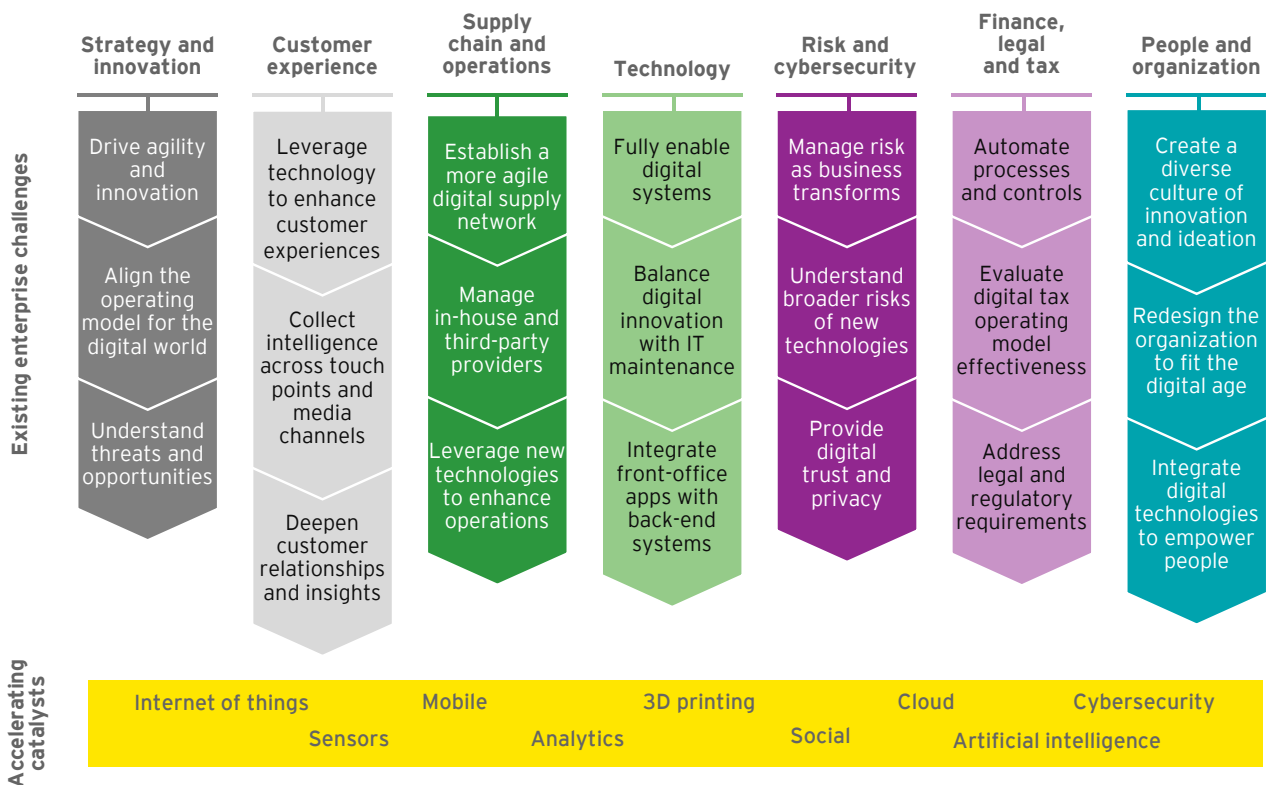 Strategy and
innovation
Customer
experience
Supply
chain and
operations
Technology
Risk and
cybersecurity
Finance,
legal
and tax
People and
organization
Existing enterprise challenges
Drive agility
and
innovation
Align the
operating
model for the
digital world
Understand
threats and
opportunities
Leverage
technology
to enhance
customer
experiences
Collect
intelligence
across touch
points and
media
channels
Deepen
customer
relationships
and insights
Establish a
more agile
digital supply
network
Manage
in-house and
third-party
providers
Leverage new
technologies
to enhance
operations
Fully enable
digital
systems
Balance
digital
innovation
with IT
maintenance
Integrate
front-office
apps with
back-end
systems
Manage risk
as business
transforms
Understand
broader risks
of new
technologies
Provide
digital
trust and
privacy
Automate
processes
and controls
Evaluate
digital tax
operating
model
effectiveness
Address
legal and
regulatory
requirements
Create a
diverse
culture of
innovation
and ideation
Redesign the
organization
to fit the
digital age
Integrate
digital
technologies
to empower
people
Accelerating
catalysts
Internet of things
Mobile
3D printing
Cloud
Cybersecurity
Sensors
Analytics
Social
Artificial intelligence